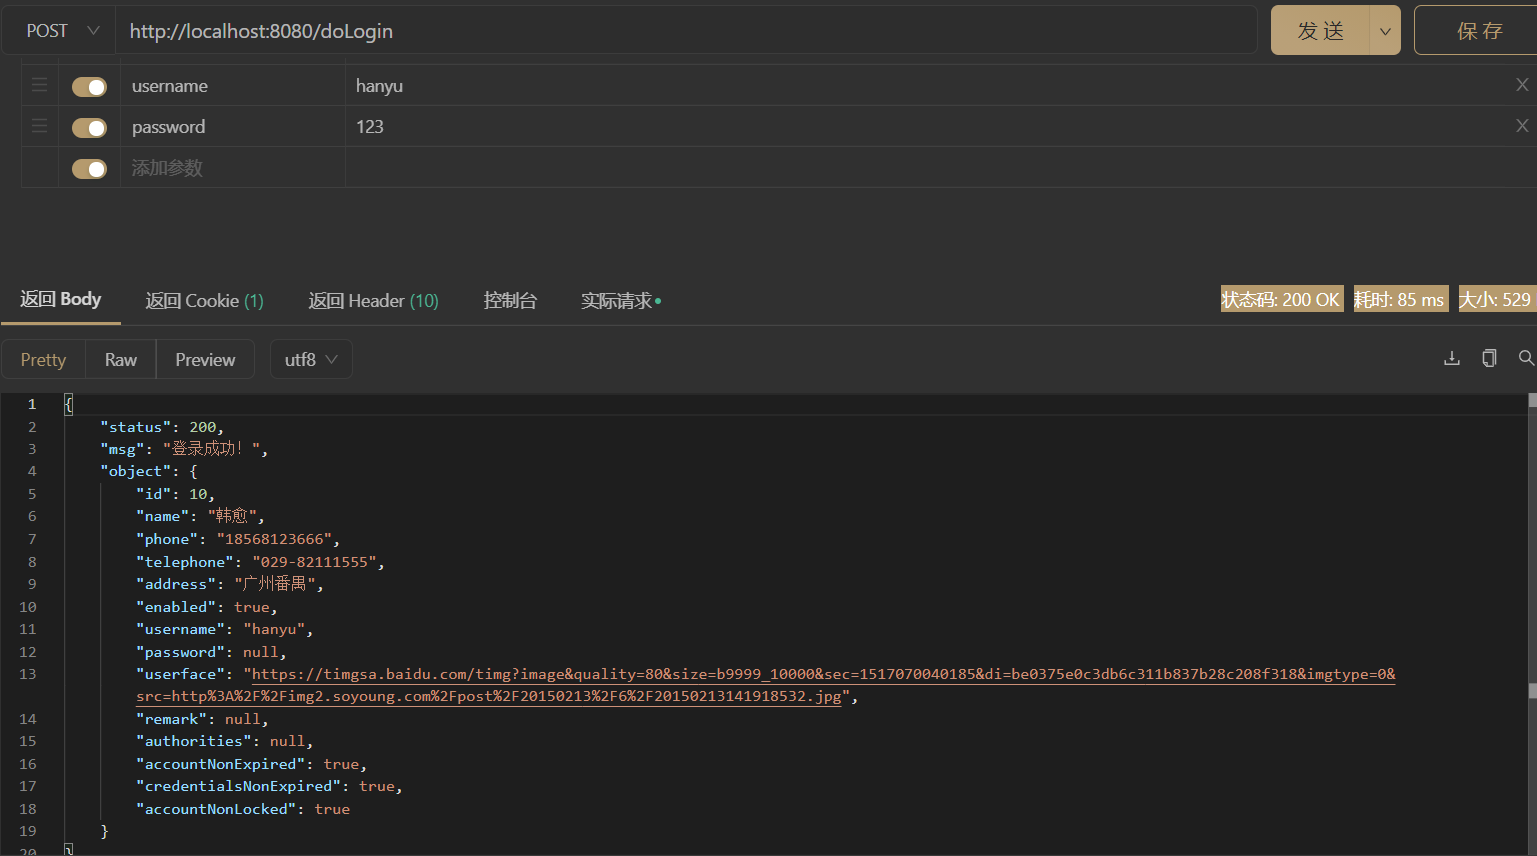 POST http://localhost:8080/doLogin 发送 保存
username hanyu
password 123
添加参数
返回 Body 返回 Cookie (1) 返回 Header (10) 控制台 实际请求 状态码: 200 OK 耗时: 85 ms 大小: 529
Pretty Raw Preview utf8
1 {
2 "status": 200,
3 "msg": "登录成功！",
4 "object": {
5 "id": 10,
6 "name": "韩愈",
7 "phone": "18568123666",
8 "telephone": "029-82111555",
9 "address": "广州番禺",
10 "enabled": true,
11 "username": "hanyu",
12 "password": null,
13 "userface": "https://timgsa.baidu.com/timg?image&quality=80&size=b9999_10000&sec=1517070040185&di=be0375e0c3db6c311b837b28c208f318&imgtype=0&
src=http%3A%2F%2Fimg2.soyoung.com%2Fpost%2F20150213%2F6%2F20150213141918532.jpg",
14 "remark": null,
15 "authorities": null,
16 "accountNonExpired": true,
17 "credentialsNonExpired": true,
18 "accountNonLocked": true
19 }
20 }